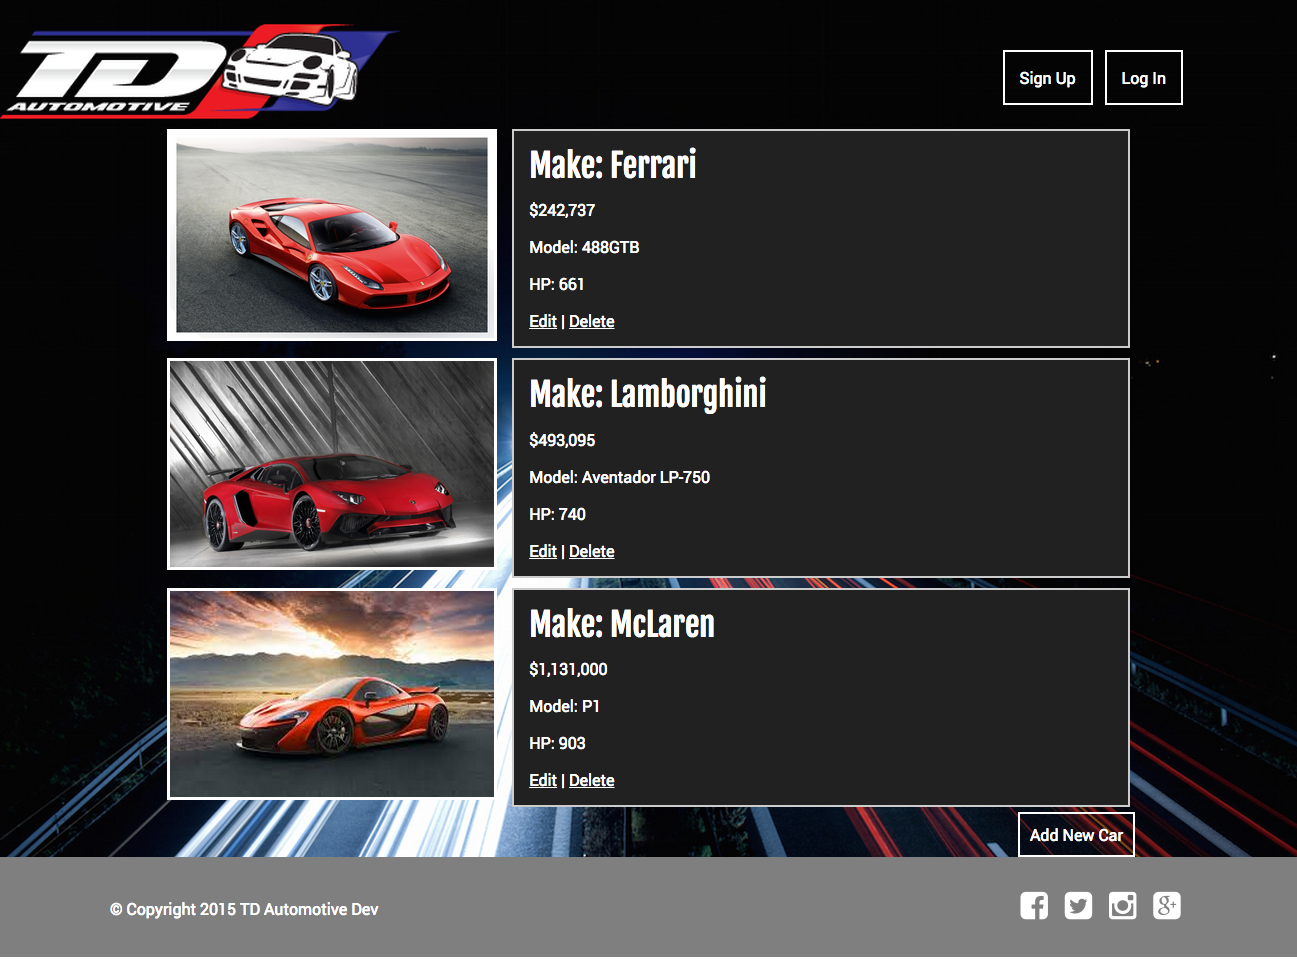 TD
AUTOMOTIVE
Sign Up
Log In
Make: Ferrari
$242,737
Model: 488GTB
HP: 661
Edit | Delete
Make: Lamborghini
$493,095
Model: Aventador LP-750
HP: 740
Edit | Delete
Make: McLaren
$1,131,000
Model: P1
HP: 903
Edit | Delete
Add New Car
© Copyright 2015 TD Automotive Dev